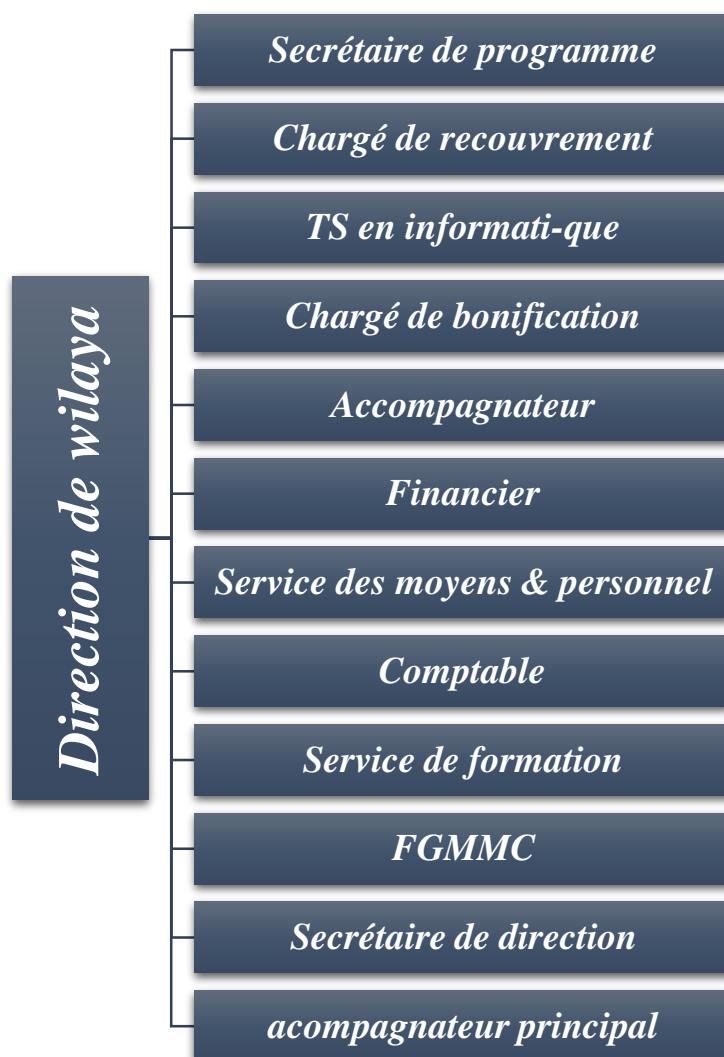 Direction de wilaya
Secrétaire de programme
Chargé de recouvrement
TS en informati-que
Chargé de bonification
Accompagnateur
Financier
Service des moyens & personnel
Comptable
Service de formation
FGMMC
Secrétaire de direction
acompagnateur principal